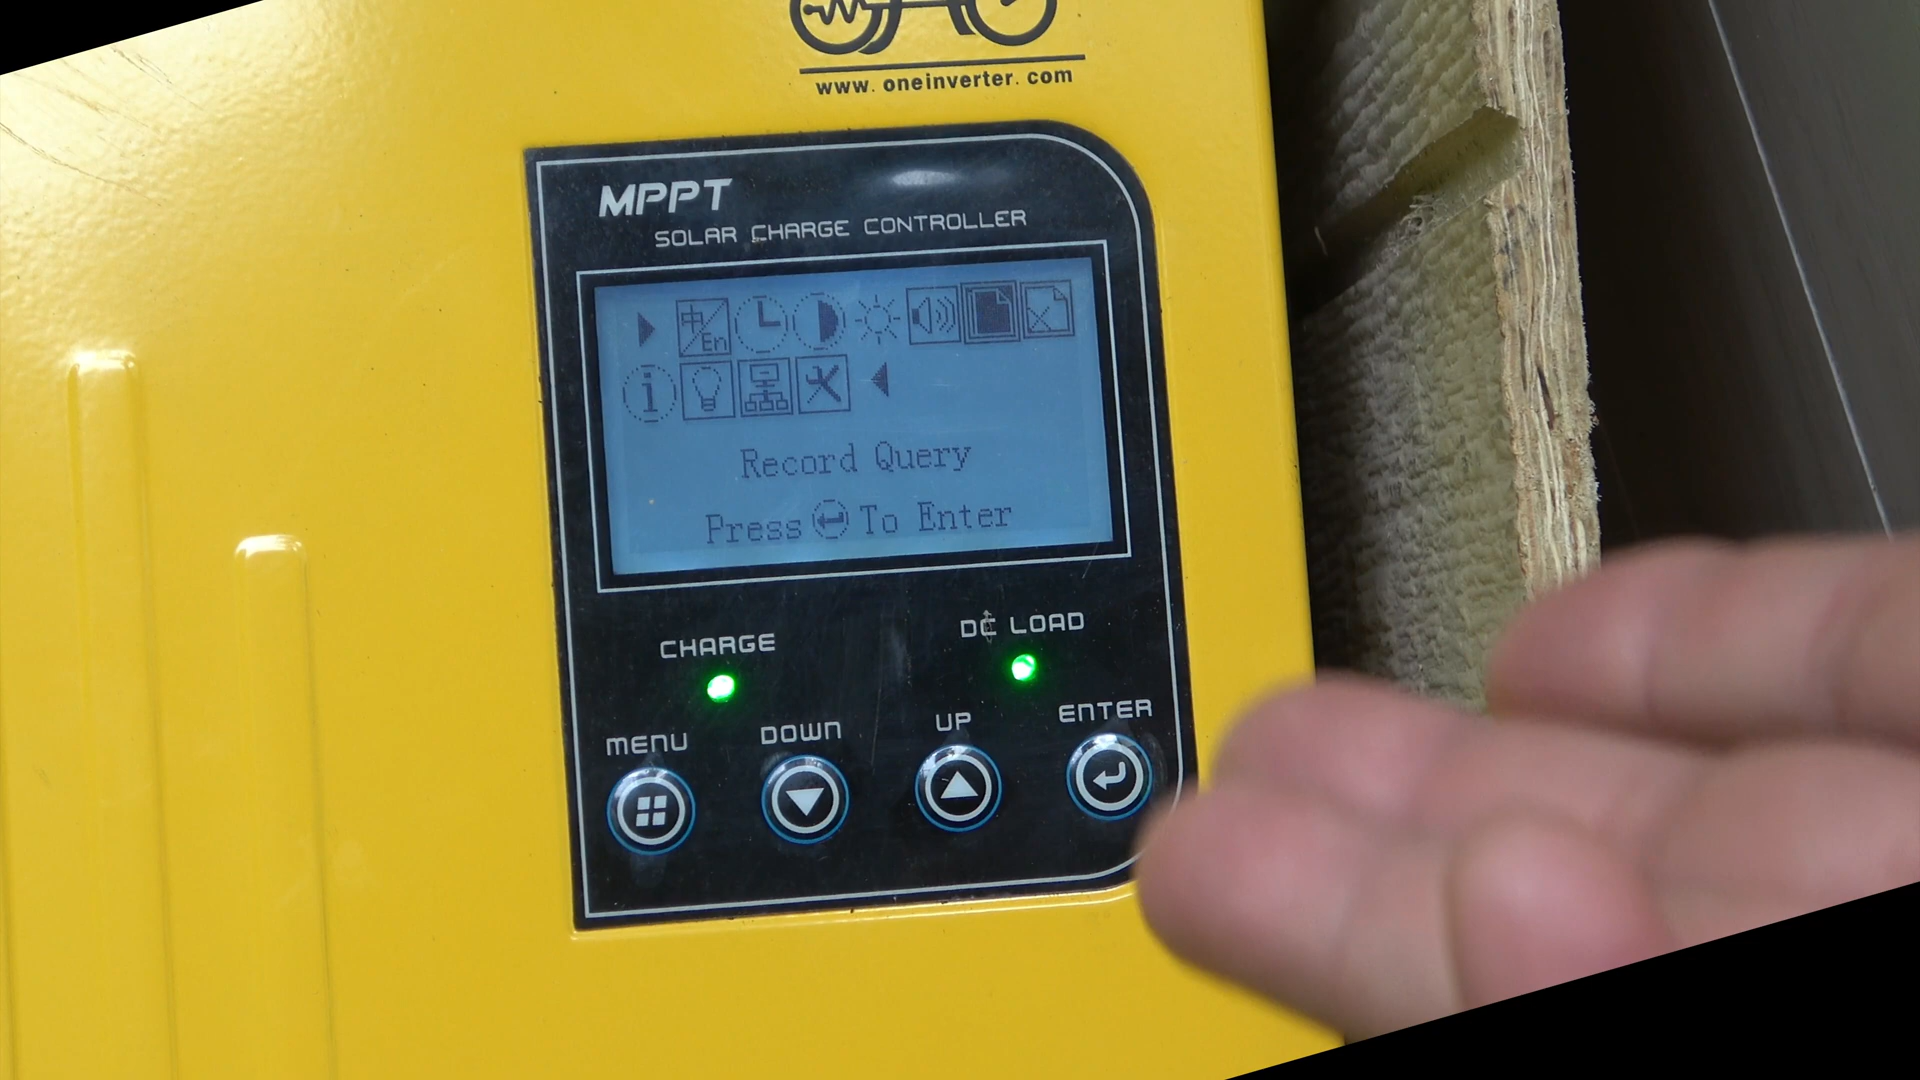 www. oneinverter. com
MPPT
SOLAR CHARGE CONTROLLER
中/En
i
Record Query
Press To Enter
CHARGE
DC LOAD
MENU
DOWN
UP
ENTER